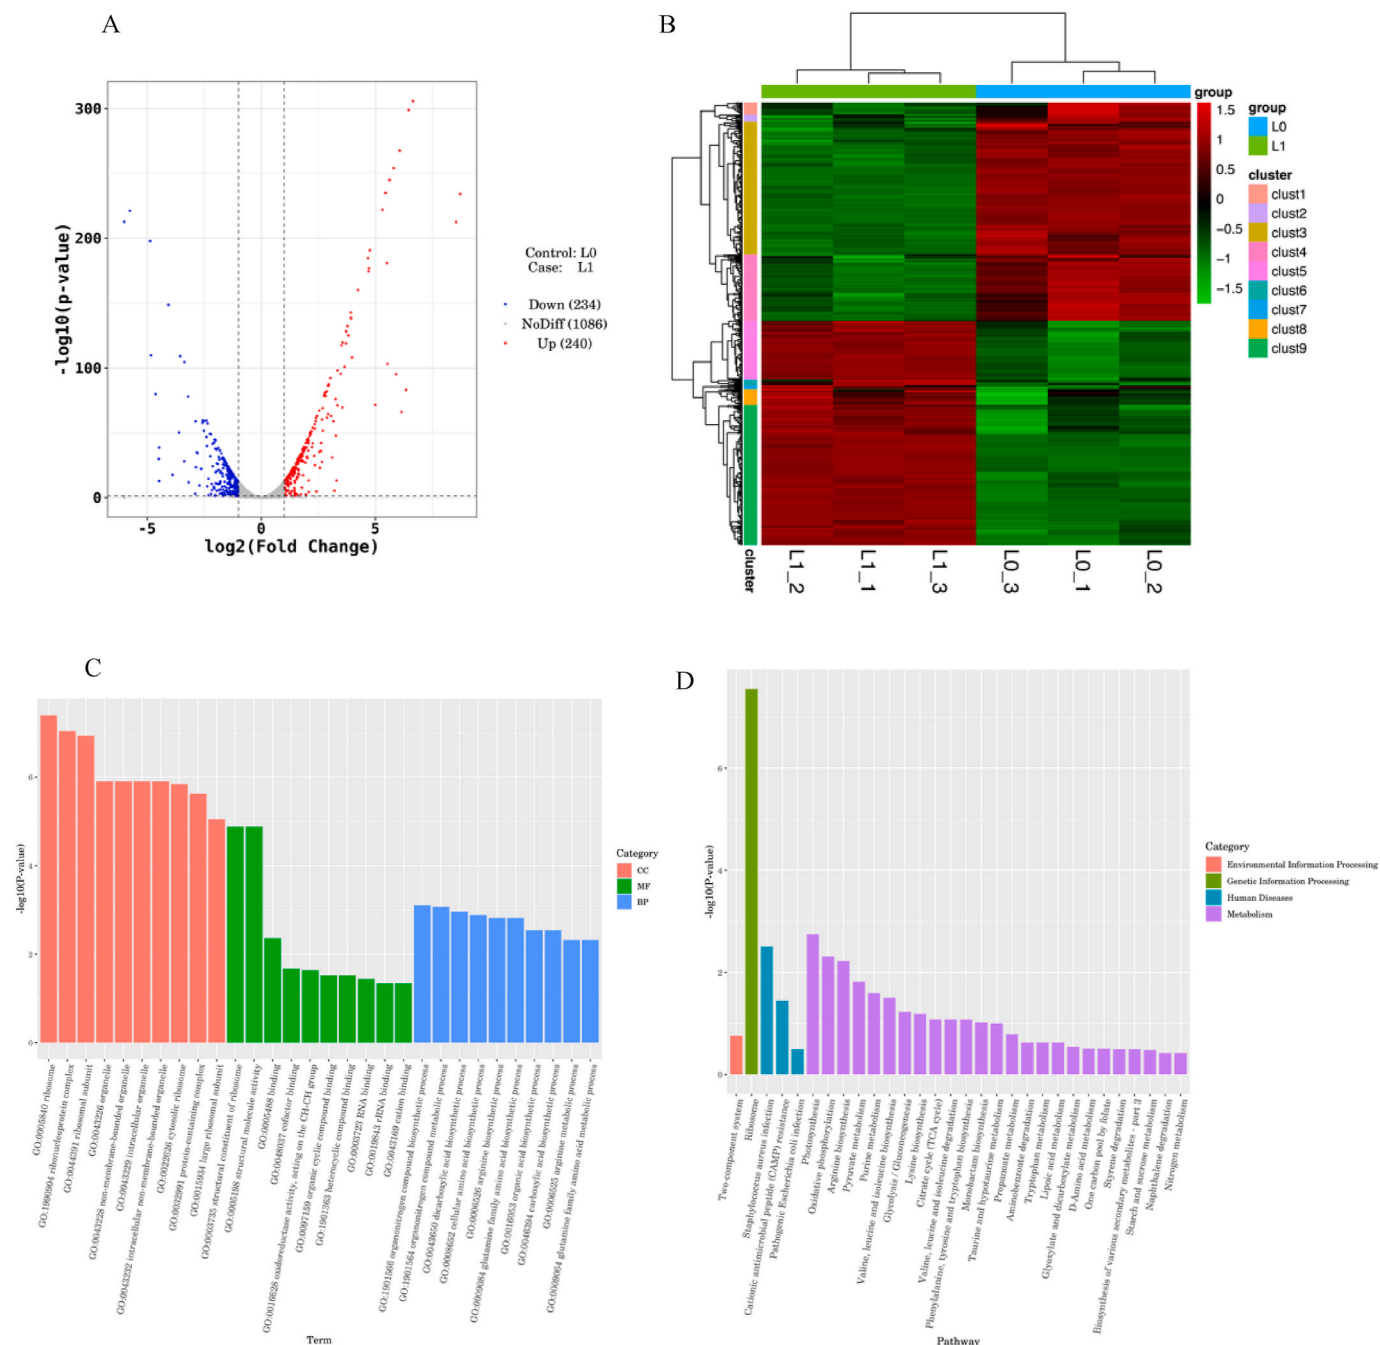 A
300
200
100
0
-log10(p-value)
-5
0
5
log2(Fold Change)
Control: L0
Case: L1
Down (234)
NoDiff (1086)
Up (240)
B
group
1.5
1
0.5
0
−0.5
−1
−1.5
group
L0
L1
cluster
clust1
clust2
clust3
clust4
clust5
clust6
clust7
clust8
clust9
cluster
L1_2
L1_1
L1_3
L0_3
L0_1
L0_2
C
6
4
2
0
-log10(P-value)
GO:0005840 ribosome
GO:1990904 ribonucleoprotein complex
GO:0044391 ribosomal subunit
GO:0043226 organelle
GO:0043228 non-membrane-bounded organelle
GO:0043229 intracellular organelle
GO:0043232 intracellular non-membrane-bounded organelle
GO:0022626 cytosolic ribosome
GO:0032991 protein-containing complex
GO:0015934 large ribosomal subunit
GO:0003735 structural constituent of ribosome
GO:0005198 structural molecule activity
GO:0005488 binding
GO:0048037 cofactor binding
GO:0016628 oxidoreductase activity, acting on the CH-CH group
GO:0097159 organic cyclic compound binding
GO:1901363 heterocyclic compound binding
GO:0003723 RNA binding
GO:0019843 rRNA binding
GO:0043169 cation binding
GO:1901566 organonitrogen compound biosynthetic process
GO:1901564 organonitrogen compound metabolic process
GO:0043650 dicarboxylic acid biosynthetic process
GO:0008652 cellular amino acid biosynthetic process
GO:0006526 arginine biosynthetic process
GO:0009084 glutamine family amino acid biosynthetic process
GO:0016053 organic acid biosynthetic process
GO:0046394 carboxylic acid biosynthetic process
GO:0006525 arginine metabolic process
GO:0009064 glutamine family amino acid metabolic process
Term
Category
CC
MF
BP
D
6
4
2
0
-log10(P-value)
Two-component system
Ribosome
Staphylococcus aureus infection
Cationic antimicrobial peptide (CAMP) resistance
Pathogenic Escherichia coli infection
Photosynthesis
Oxidative phosphorylation
Arginine biosynthesis
Pyruvate metabolism
Purine metabolism
Valine, leucine and isoleucine biosynthesis
Glycolysis / Gluconeogenesis
Lysine biosynthesis
Citrate cycle (TCA cycle)
Valine, leucine and isoleucine degradation
Phenylalanine, tyrosine and tryptophan biosynthesis
Monobactam biosynthesis
Taurine and hypotaurine metabolism
Propanoate metabolism
Aminobenzoate degradation
Tryptophan metabolism
Lipoic acid metabolism
Glyoxylate and dicarboxylate metabolism
D-Amino acid metabolism
One carbon pool by folate
Styrene degradation
Biosynthesis of various secondary metabolites - part 3
Starch and sucrose metabolism
Naphthalene degradation
Nitrogen metabolism
Pathway
Category
Environmental Information Processing
Genetic Information Processing
Human Diseases
Metabolism